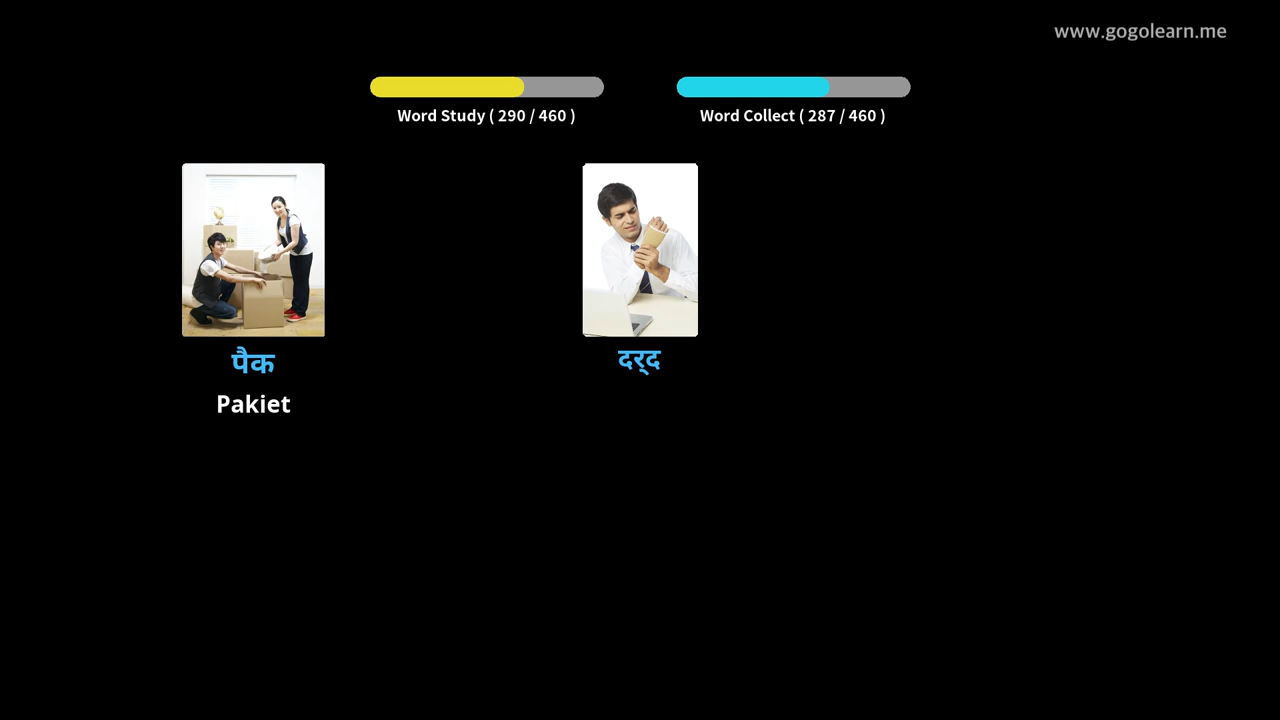 www.gogolearn.me
Word Study ( 290 / 460 )
Word Collect ( 287 / 460 )
पैक
Pakiet
दर्द